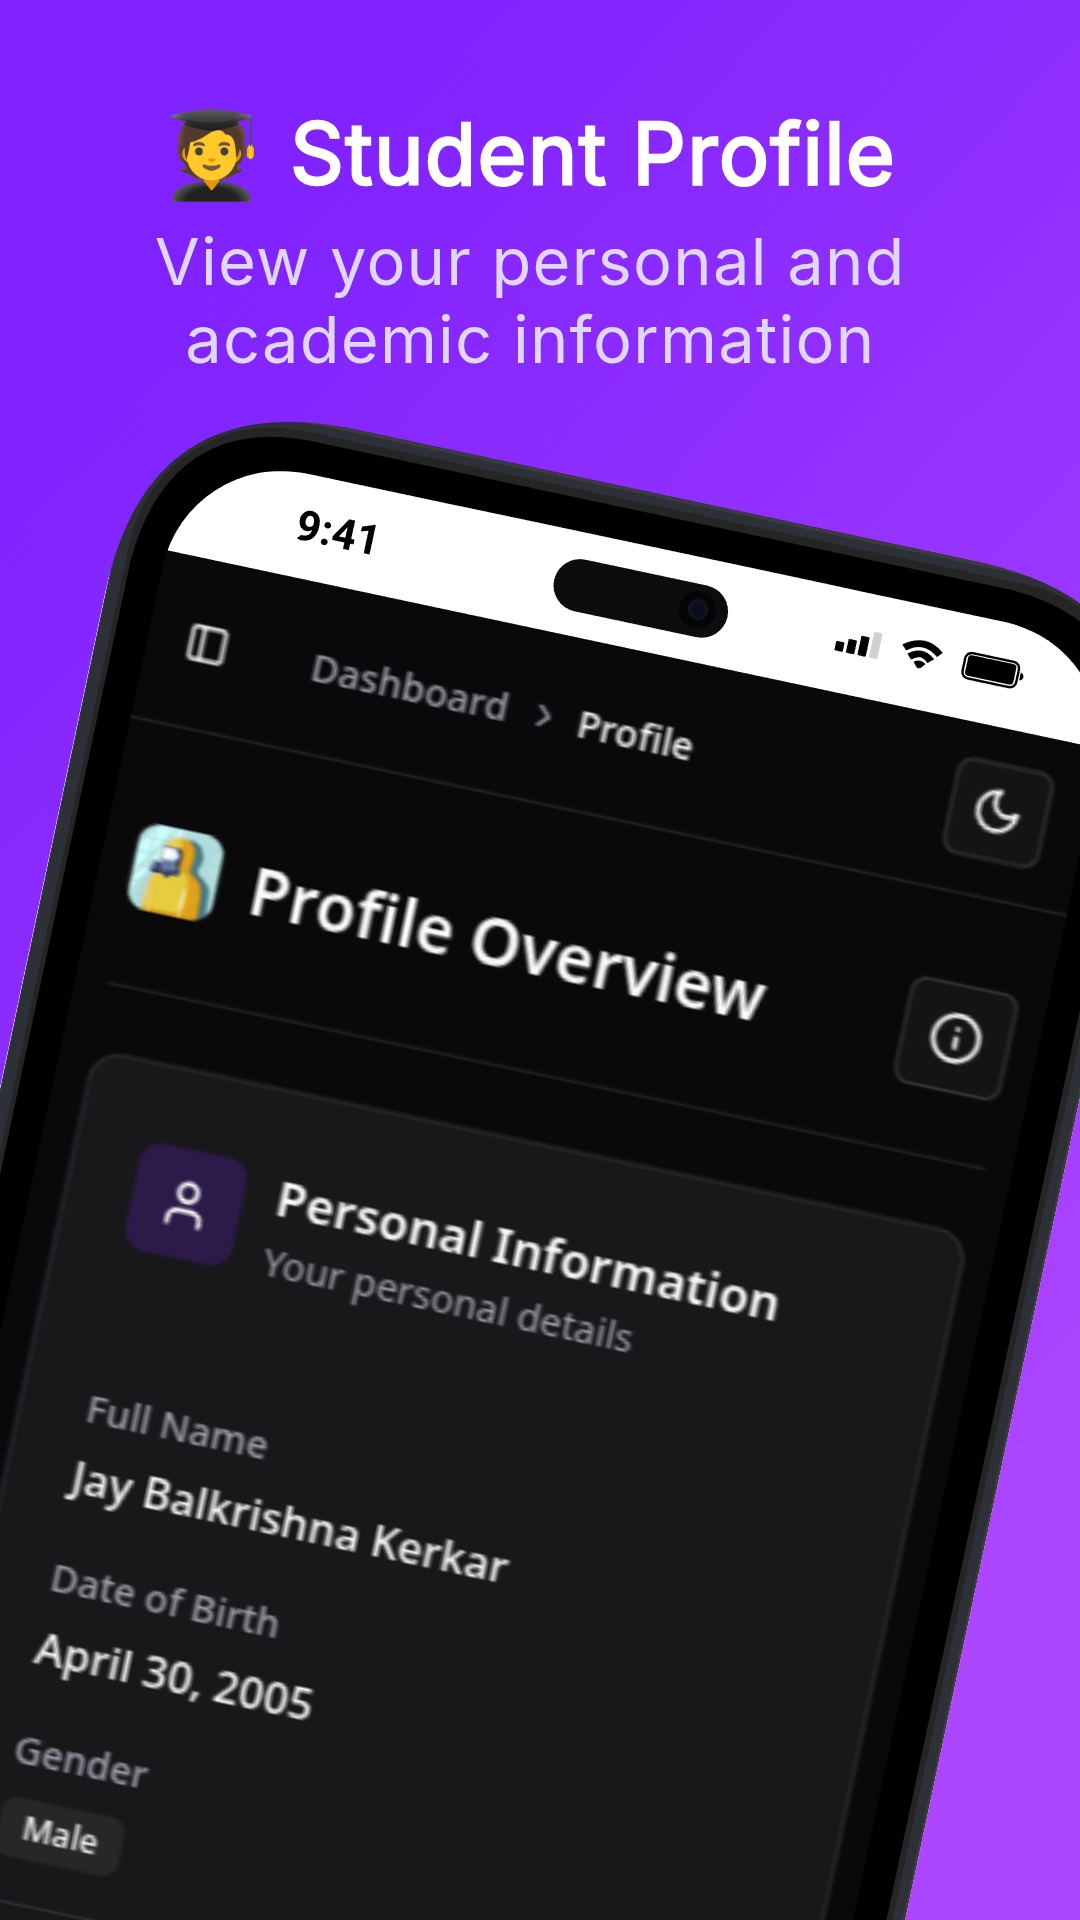 Student Profile
View your personal and
academic information
9:41
Dashboard > Profile
Profile Overview
Personal Information
Your personal details
Full Name
Jay Balkrishna Kerkar
Date of Birth
April 30, 2005
Gender
Male